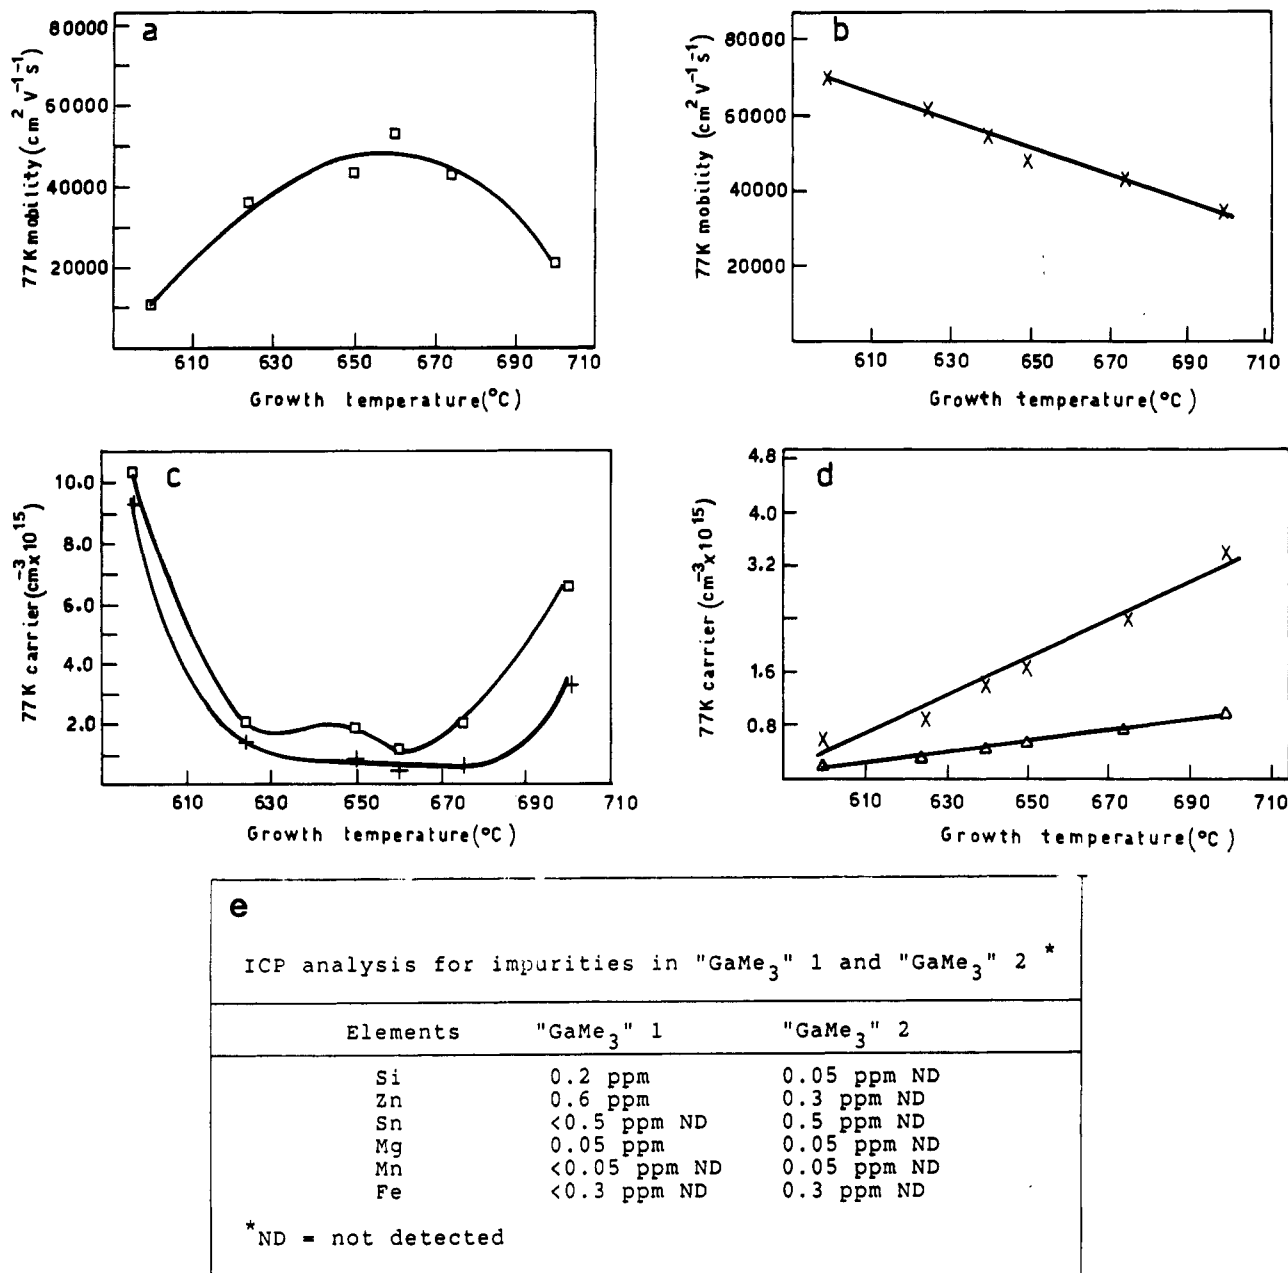 a
80000
60000
40000
20000
77K mobility (cm² V⁻¹ s⁻¹)
610 630 650 670 690 710
Growth temperature (°C)
b
80000
60000
40000
20000
77K mobility (cm² V⁻¹ s⁻¹)
610 630 650 670 690 710
Growth temperature (°C)
c
10.0
8.0
6.0
4.0
2.0
77K carrier (cm⁻³ x10¹⁵)
610 630 650 670 690 710
Growth temperature (°C)
d
4.8
4.0
3.2
1.6
0.8
77K carrier (cm⁻³ x10¹⁵)
610 630 650 670 690 710
Growth temperature (°C)
e
ICP analysis for impurities in "GaMe₃" 1 and "GaMe₃" 2 *
Elements "GaMe₃" 1 "GaMe₃" 2
Si 0.2 ppm 0.05 ppm ND
Zn 0.6 ppm 0.3 ppm ND
Sn <0.5 ppm ND 0.5 ppm ND
Mg 0.05 ppm 0.05 ppm ND
Mn <0.05 ppm ND 0.05 ppm ND
Fe <0.3 ppm ND 0.3 ppm ND
*ND = not detected